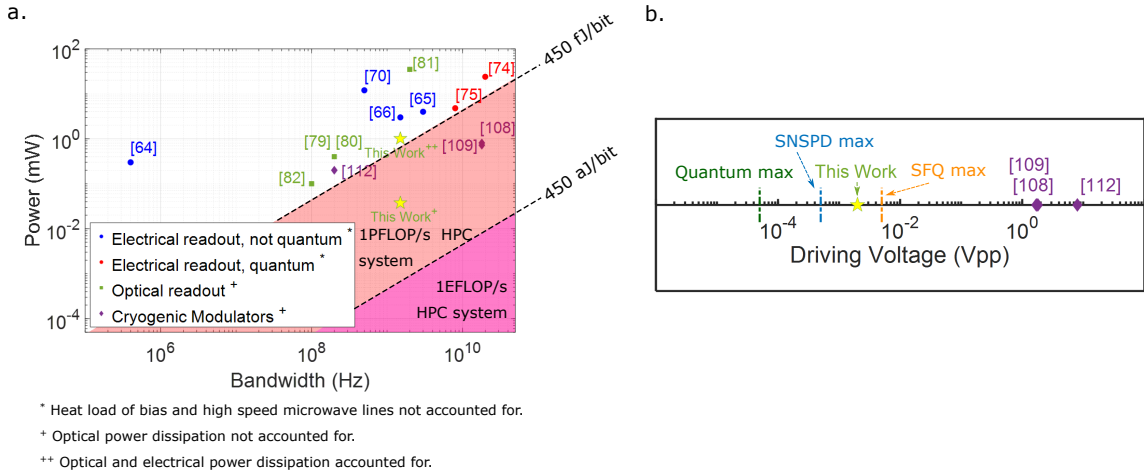 a.
b.
10^2
10^0
10^-2
10^-4
Power (mW)
10^6
10^8
10^10
Bandwidth (Hz)
450 fJ/bit
450 aJ/bit
[81]
[74]
[70]
[75]
[65]
[66]
[108]
[109]
[64]
[79] [80]
This Work^++
[112]
[82]
This Work^+
1PFLOP/s HPC
system
1EFLOP/s
HPC system
Electrical readout, not quantum *
Electrical readout, quantum *
Optical readout +
Cryogenic Modulators +
* Heat load of bias and high speed microwave lines not accounted for.
+ Optical power dissipation not accounted for.
++ Optical and electrical power dissipation accounted for.
SNSPD max
Quantum max
This Work
SFQ max
[109]
[108]
[112]
10^-4
10^-2
10^0
Driving Voltage (Vpp)